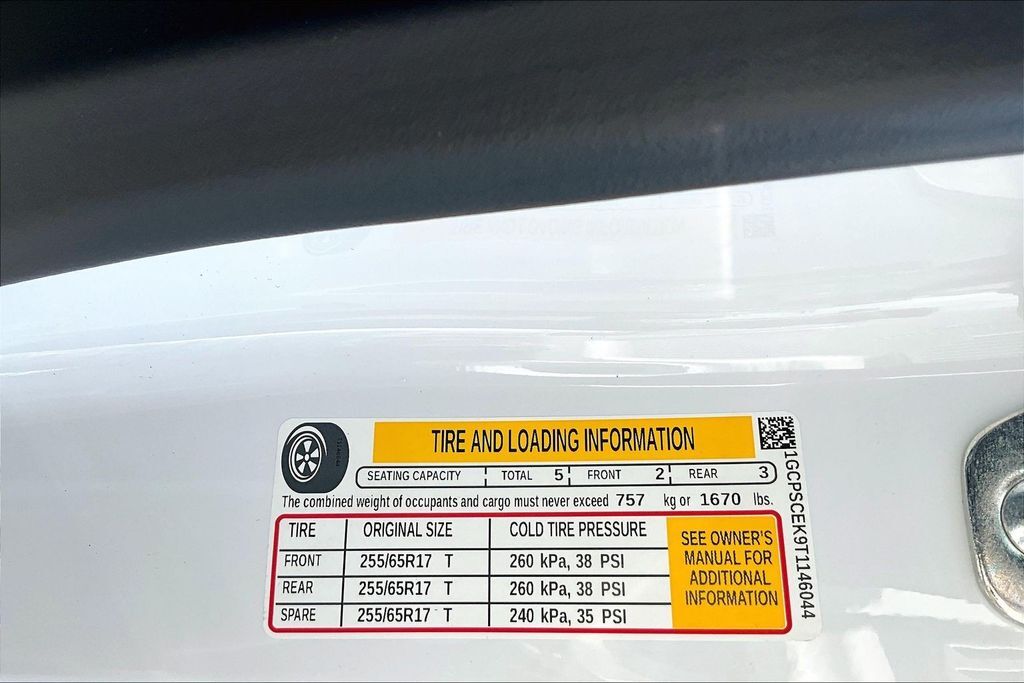 TIRE AND LOADING INFORMATION
SEATING CAPACITY TOTAL 5 FRONT 2 REAR 3
The combined weight of occupants and cargo must never exceed 757 kg or 1670 lbs.
TIRE ORIGINAL SIZE COLD TIRE PRESSURE
FRONT 255/65R17 T 260 kPa, 38 PSI
REAR 255/65R17 T 260 kPa, 38 PSI
SPARE 255/65R17 T 240 kPa, 35 PSI
SEE OWNER'S
MANUAL FOR
ADDITIONAL
INFORMATION
1GCPSCEK9T1146044